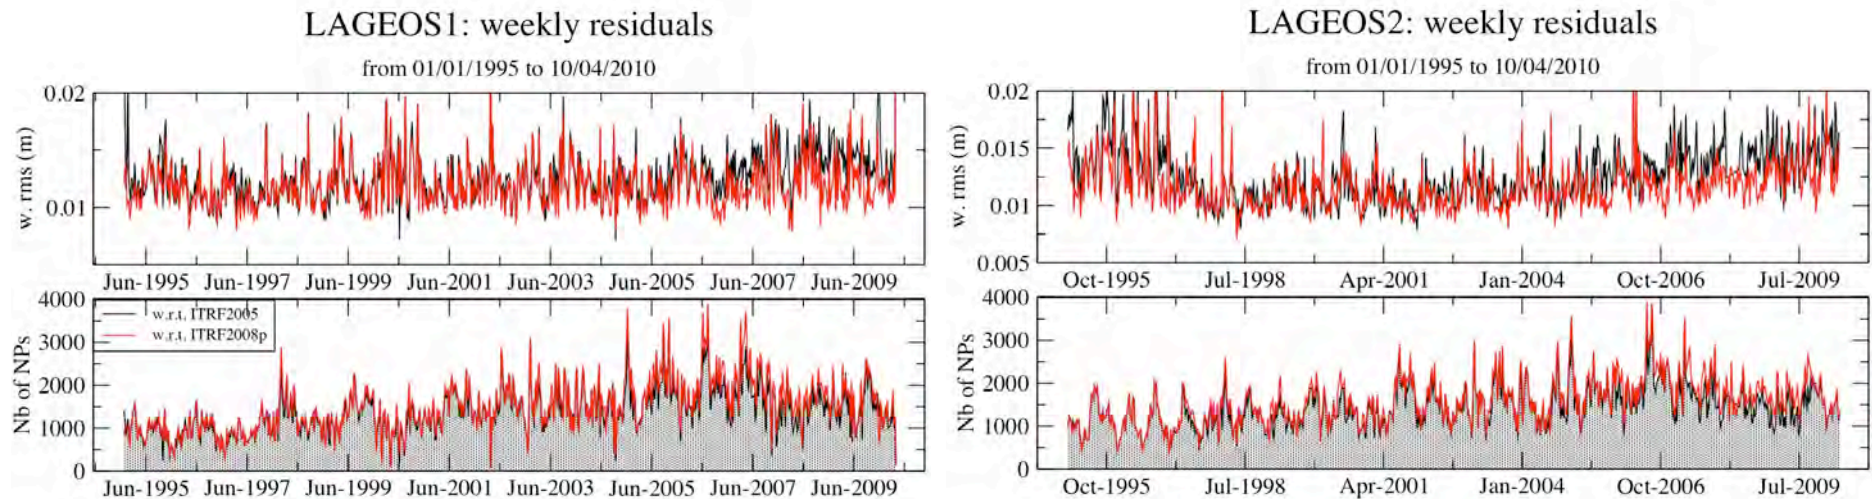 LAGEOS1: weekly residuals
from 01/01/1995 to 10/04/2010
0.02
0.01
w. rms (m)
Jun-1995 Jun-1997 Jun-1999 Jun-2001 Jun-2003 Jun-2005 Jun-2007 Jun-2009
4000
3000
2000
1000
0
Nb of NPs
w.r.t. ITRF2005
w.r.t. ITRF2008p
Jun-1995 Jun-1997 Jun-1999 Jun-2001 Jun-2003 Jun-2005 Jun-2007 Jun-2009
LAGEOS2: weekly residuals
from 01/01/1995 to 10/04/2010
0.02
0.015
0.01
0.005
w. rms (m)
Oct-1995 Jul-1998 Apr-2001 Jan-2004 Oct-2006 Jul-2009
4000
3000
2000
1000
0
Nb of NPs
Oct-1995 Jul-1998 Apr-2001 Jan-2004 Oct-2006 Jul-2009